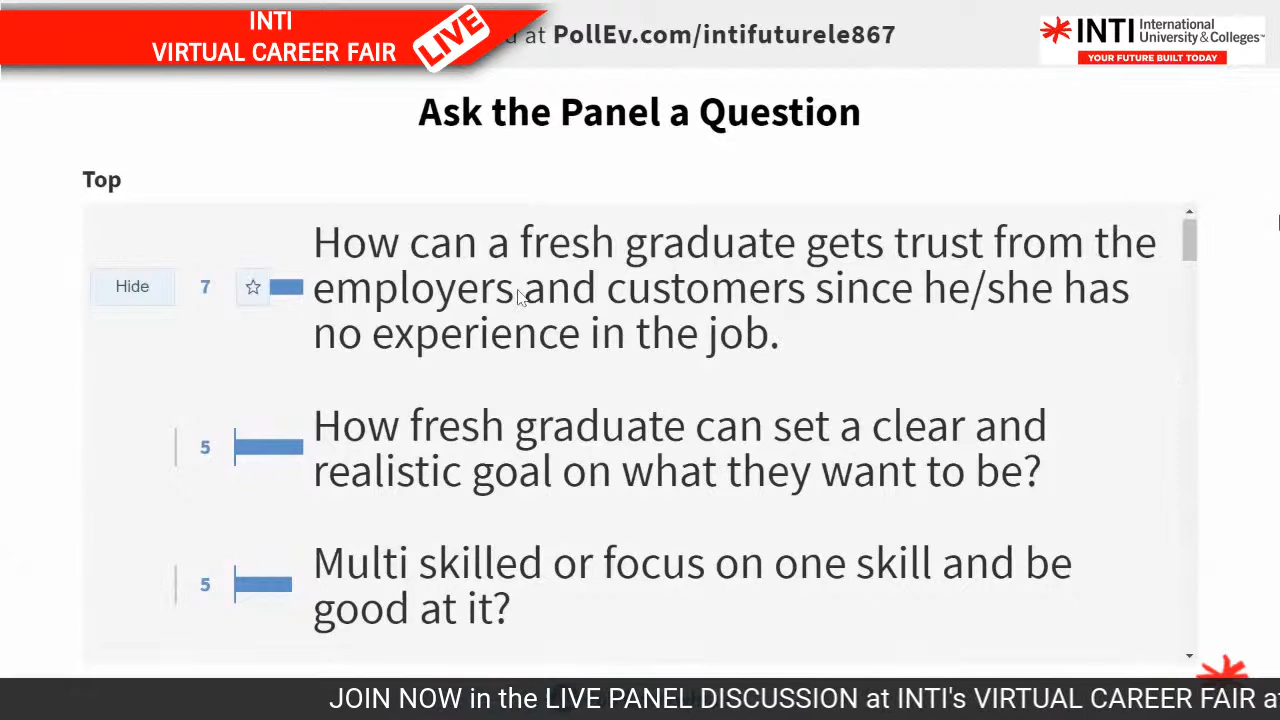 INTI
VIRTUAL CAREER FAIR
LIVE
at PollEv.com/intifuturele867
INTI International
University & Colleges
YOUR FUTURE BUILT TODAY
Ask the Panel a Question
Top
How can a fresh graduate gets trust from the
Hide 7 employers and customers since he/she has
no experience in the job.
How fresh graduate can set a clear and
5 realistic goal on what they want to be?
Multi skilled or focus on one skill and be
5 good at it?
JOIN NOW in the LIVE PANEL DISCUSSION at INTI's VIRTUAL CAREER FAIR